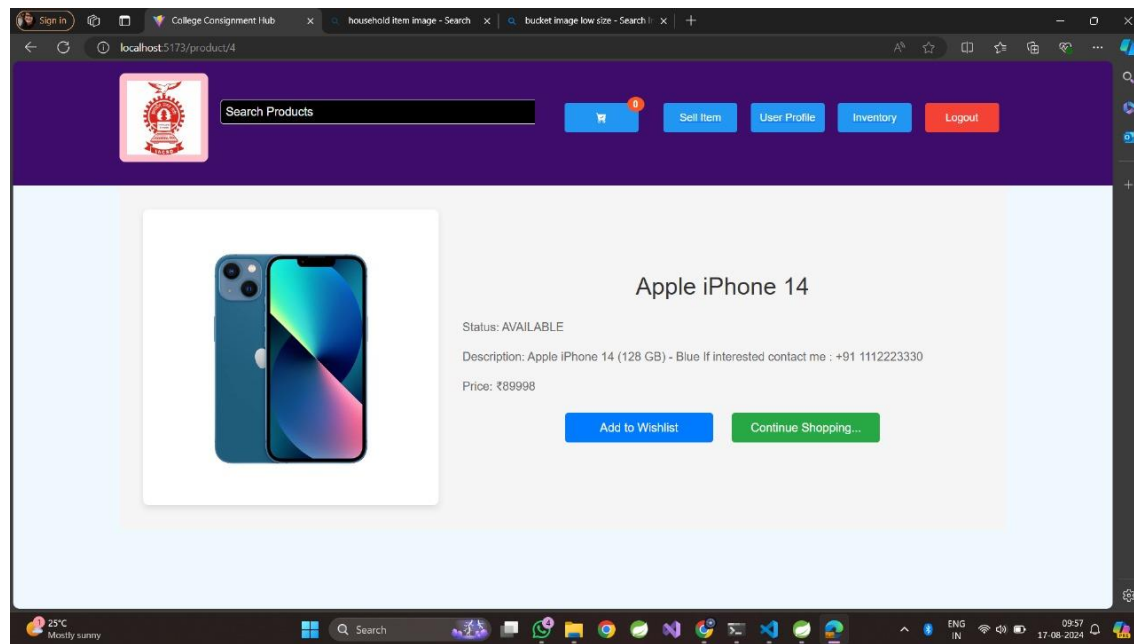 Sign in
College Consignment Hub
household item image - Search
bucket image low size - Search
localhost:5173/product/4
Search Products
0
Sell Item
User Profile
Inventory
Logout
Apple iPhone 14
Status: AVAILABLE
Description: Apple iPhone 14 (128 GB) - Blue If interested contact me : +91 1112223330
Price: ₹89998
Add to Wishlist
Continue Shopping...
1
25°C
Mostly sunny
Search
ENG
IN
09:57
17-08-2024